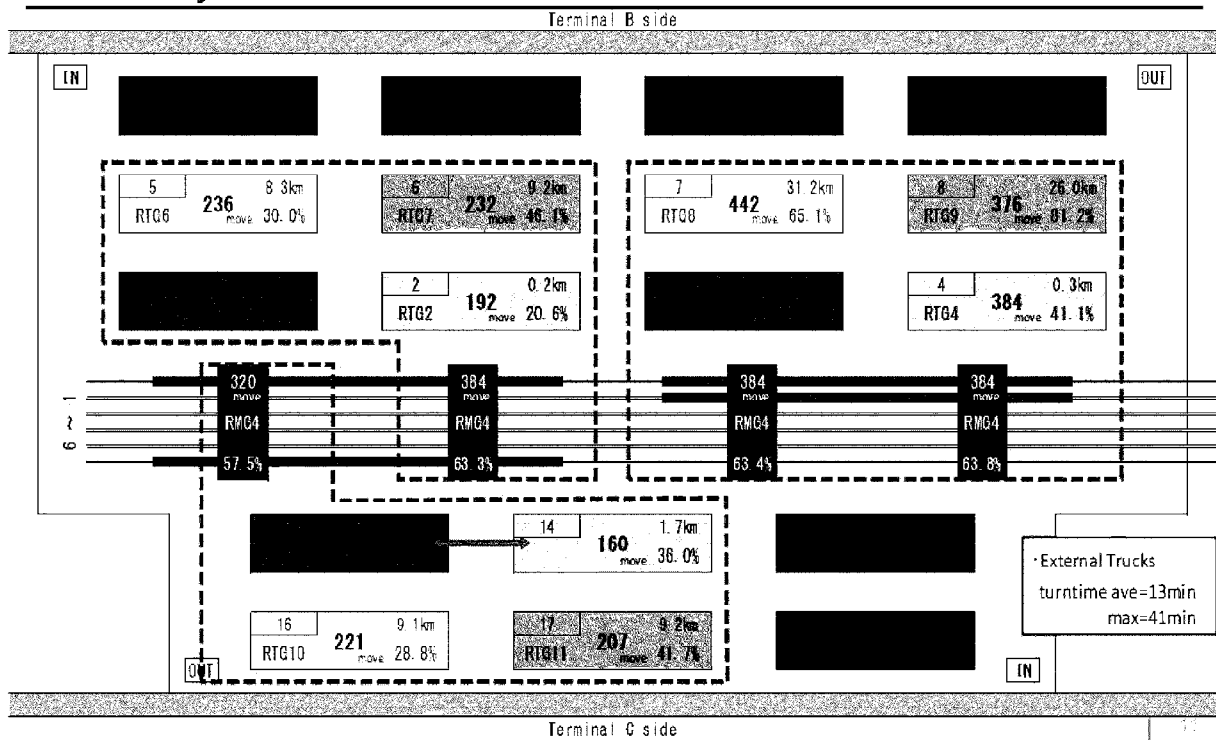 Terminal B side
IN
OUT
5 8.3km
RTG6 236 move 30.0%
6 9.2km
RTG7 232 move 46.1%
7 31.2km
RTG8 442 move 65.1%
8 26.0km
RTG9 376 move 81.2%
2 0.2km
RTG2 192 move 20.6%
4 0.3km
RTG4 384 move 41.1%
320 move RMG4 57.5%
384 move RMG4 63.3%
384 move RMG4 63.4%
384 move RMG4 63.8%
1
~
6
14 1.7km
160 move 36.0%
16 9.1km
RTG10 221 move 28.8%
17 9.2km
RTG11 207 move 41.7%
・External Trucks
turntime ave=13min
max=41min
OUT
IN
Terminal C side